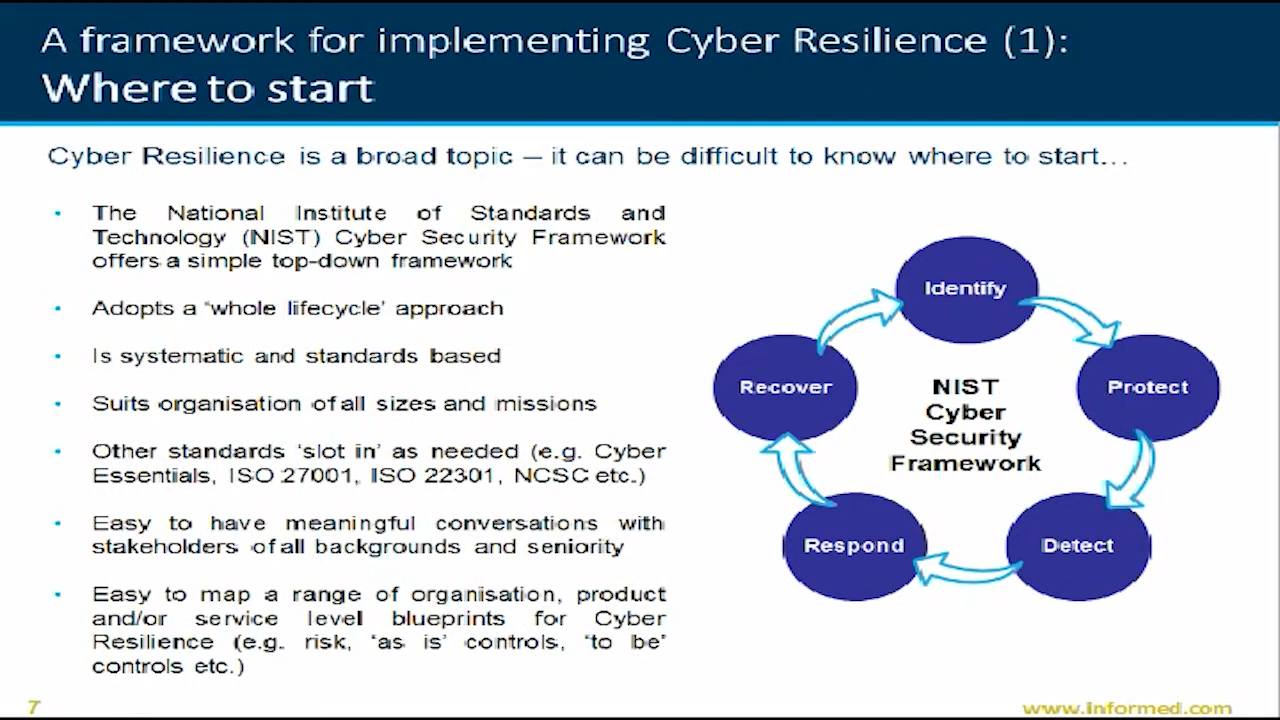 A framework for implementing Cyber Resilience (1):
Where to start
Cyber Resilience is a broad topic – it can be difficult to know where to start…
• The National Institute of Standards and
Technology (NIST) Cyber Security Framework
offers a simple top-down framework
• Adopts a ‘whole lifecycle’ approach
• Is systematic and standards based
• Suits organisation of all sizes and missions
• Other standards ‘slot in’ as needed (e.g. Cyber
Essentials, ISO 27001, ISO 22301, NCSC etc.)
• Easy to have meaningful conversations with
stakeholders of all backgrounds and seniority
• Easy to map a range of organisation, product
and/or service level blueprints for Cyber
Resilience (e.g. risk, ‘as is’ controls, ‘to be’
controls etc.)
Identify
Protect
Detect
Respond
Recover
NIST
Cyber
Security
Framework
7
www.informed.com